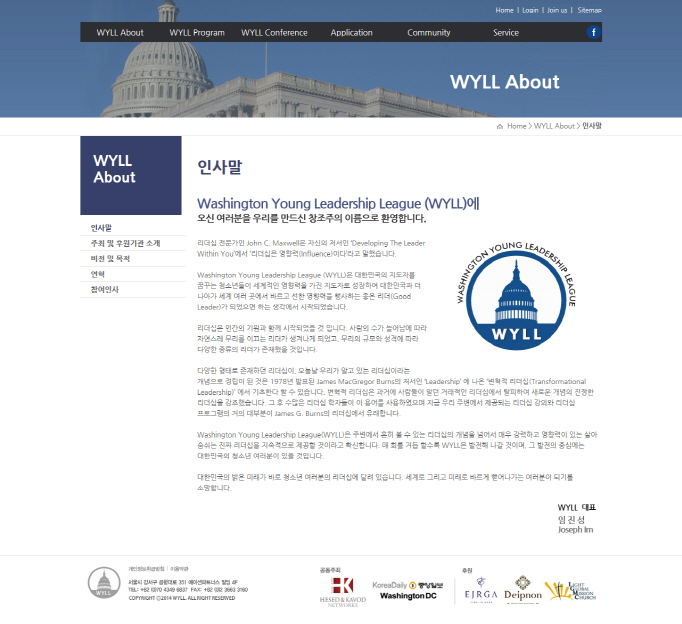 Home | Login | Join us | Sitemap
WYLL About WYLL Program WYLL Conference Application Community Service
WYLL About
Home > WYLL About > 인사말
WYLL
About
인사말
주최 및 후원기관 소개
비전 및 목적
연혁
참여인사
인사말
Washington Young Leadership League (WYLL)에
오신 여러분을 우리를 만드신 창조주의 이름으로 환영합니다.
리더십 전문가인 John C. Maxwell은 자신의 저서인 'Developing The Leader
Within You'에서 '리더십은 영향력(Influence)이다'라고 말했습니다.
Washington Young Leadership League (WYLL)은 대한민국의 지도자를
꿈꾸는 청소년들이 세계적인 영향력을 가진 지도자로 성장하여 대한민국과 더
나아가 세계 여러 곳에서 바르고 선한 영향력을 행사하는 좋은 리더(Good
Leader)가 되었으면 하는 생각에서 시작되었습니다.
리더십은 인간의 기원과 함께 시작되었을 것 입니다. 사람의 수가 늘어남에 따라
자연스레 무리를 이끄는 리더가 생겨나게 되었고, 무리의 규모와 성격에 따라
다양한 종류의 리더가 존재했을 것입니다.
다양한 형태로 존재하던 리더십이, 오늘날 우리가 알고 있는 리더십이라는
개념으로 정립이 된 것은 1978년 발표된 James MacGregor Burns의 저서인 'Leadership' 에 나온 '변혁적 리더십(Transformational
Leadership)' 에서 기초한다 할 수 있습니다. 변혁적 리더십은 과거에 사람들이 알던 거래적인 리더십에서 탈피하여 새로운 개념의 진정한
리더십을 강조했습니다. 그 후 수많은 리더십 학자들이 이 용어를 사용하였으며 지금 우리 주변에서 제공되는 리더십 강의와 리더십
프로그램의 거의 대부분이 James G. Burns의 리더십에서 유래합니다.
Washington Young Leadership League(WYLL)은 주변에서 흔히 볼 수 있는 리더십의 개념을 넘어서 매우 강력하고 영향력이 있는 살아
숨쉬는 진짜 리더십을 지속적으로 제공할 것이라고 확신합니다. 매 회를 거듭 할수록 WYLL은 발전해 나갈 것이며, 그 발전의 중심에는
대한민국의 청소년 여러분이 있을 것입니다.
대한민국의 밝은 미래가 바로 청소년 여러분의 리더십에 달려 있습니다. 세계로 그리고 미래로 바르게 뻗어나가는 여러분이 되기를
소망합니다.
WASHINGTON YOUNG LEADERSHIP LEAGUE
WYLL
WYLL 대표
임 진 성
Joseph Im
개인정보취급방침 | 이용약관
서울시 강서구 공항대로 351 에이션파트너스 빌딩 4F
TEL: +82 (0)70 4349 6837 FAX: +82 (0)2 3663 3160
COPYRIGHT ⓒ 2014 WYLL. ALL RIGHT RESERVED
공동주최
HESED & KAVOD
NETWORKS
KoreaDaily 중앙일보
Washington DC
후원
EJRGA
Deipnon
LIGHT
GLOBAL
MISSION
CHURCH